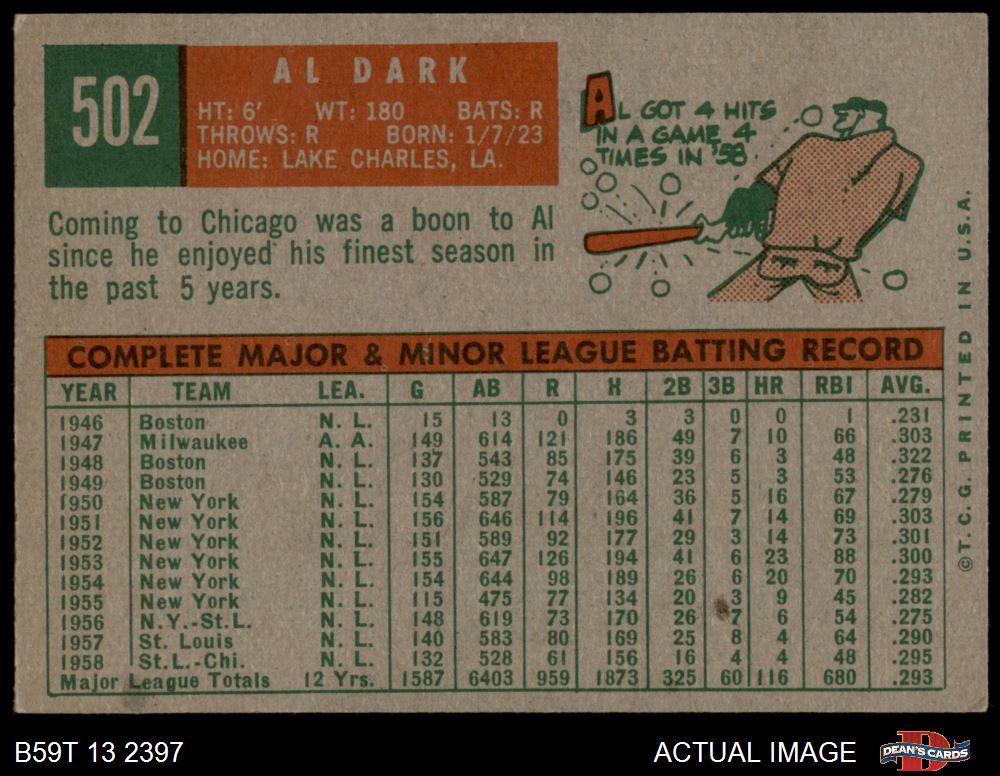 502
AL DARK
HT: 6' WT: 180 BATS: R
THROWS: R BORN: 1/7/23
HOME: LAKE CHARLES, LA.
AL GOT 4 HITS
IN A GAME 4
TIMES IN '58.
Coming to Chicago was a boon to Al
since he enjoyed his finest season in
the past 5 years.
COMPLETE MAJOR & MINOR LEAGUE BATTING RECORD
YEAR TEAM LEA. G AB R H 2B 3B HR RBI AVG.
1946 Boston N. L. 15 13 0 3 3 0 0 1 .231
1947 Milwaukee A. A. 149 614 121 186 49 7 10 66 .303
1948 Boston N. L. 137 543 85 175 39 6 3 48 .322
1949 Boston N. L. 130 529 74 146 23 5 3 53 .276
1950 New York N. L. 154 587 79 164 36 5 16 67 .279
1951 New York N. L. 156 646 114 196 41 7 14 69 .303
1952 New York N. L. 151 589 92 177 29 3 14 73 .301
1953 New York N. L. 155 647 126 194 41 6 23 88 .300
1954 New York N. L. 154 644 98 189 26 6 20 70 .293
1955 New York N. L. 115 475 77 134 20 3 9 45 .282
1956 N.Y.-St.L. N. L. 148 619 73 170 26 7 6 54 .275
1957 St. Louis N. L. 140 583 80 169 25 8 4 64 .290
1958 St.L.-Chi. N. L. 132 528 61 156 16 4 4 48 .295
Major League Totals 12 Yrs. 1587 6403 959 1873 325 60 116 680 .293
© T. C. G. PRINTED IN U.S.A.
B59T 13 2397
ACTUAL IMAGE
D
DEAN'S CARDS